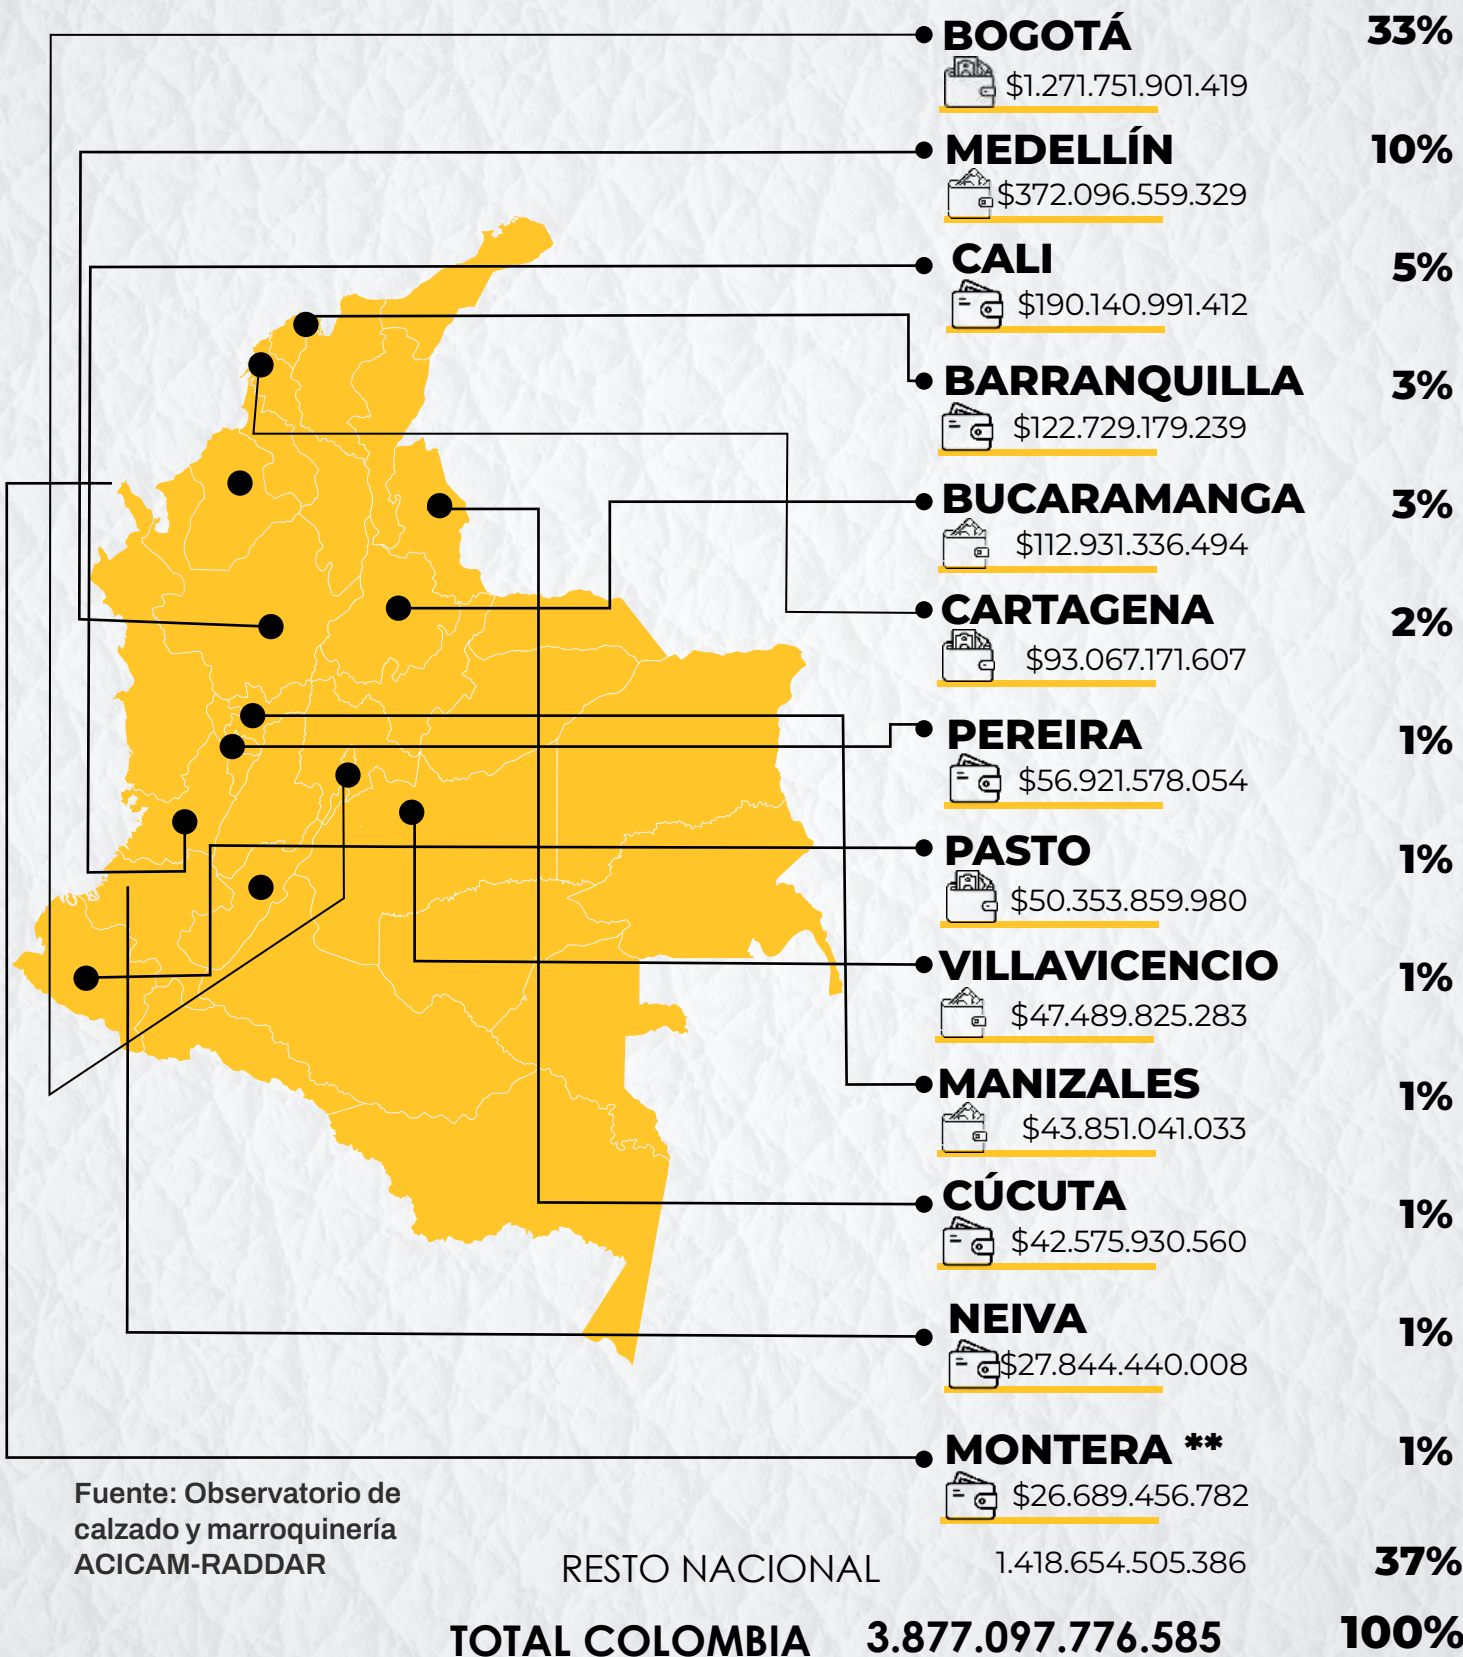 BOGOTÁ 33%
$1.271.751.901.419
MEDELLÍN 10%
$372.096.559.329
CALI 5%
$190.140.991.412
BARRANQUILLA 3%
$122.729.179.239
BUCARAMANGA 3%
$112.931.336.494
CARTAGENA 2%
$93.067.171.607
PEREIRA 1%
$56.921.578.054
PASTO 1%
$50.353.859.980
VILLAVICENCIO 1%
$47.489.825.283
MANIZALES 1%
$43.851.041.033
CÚCUTA 1%
$42.575.930.560
NEIVA 1%
$27.844.440.008
MONTERA ** 1%
$26.689.456.782
Fuente: Observatorio de
calzado y marroquinería
ACICAM-RADDAR
RESTO NACIONAL 1.418.654.505.386 37%
TOTAL COLOMBIA 3.877.097.776.585 100%